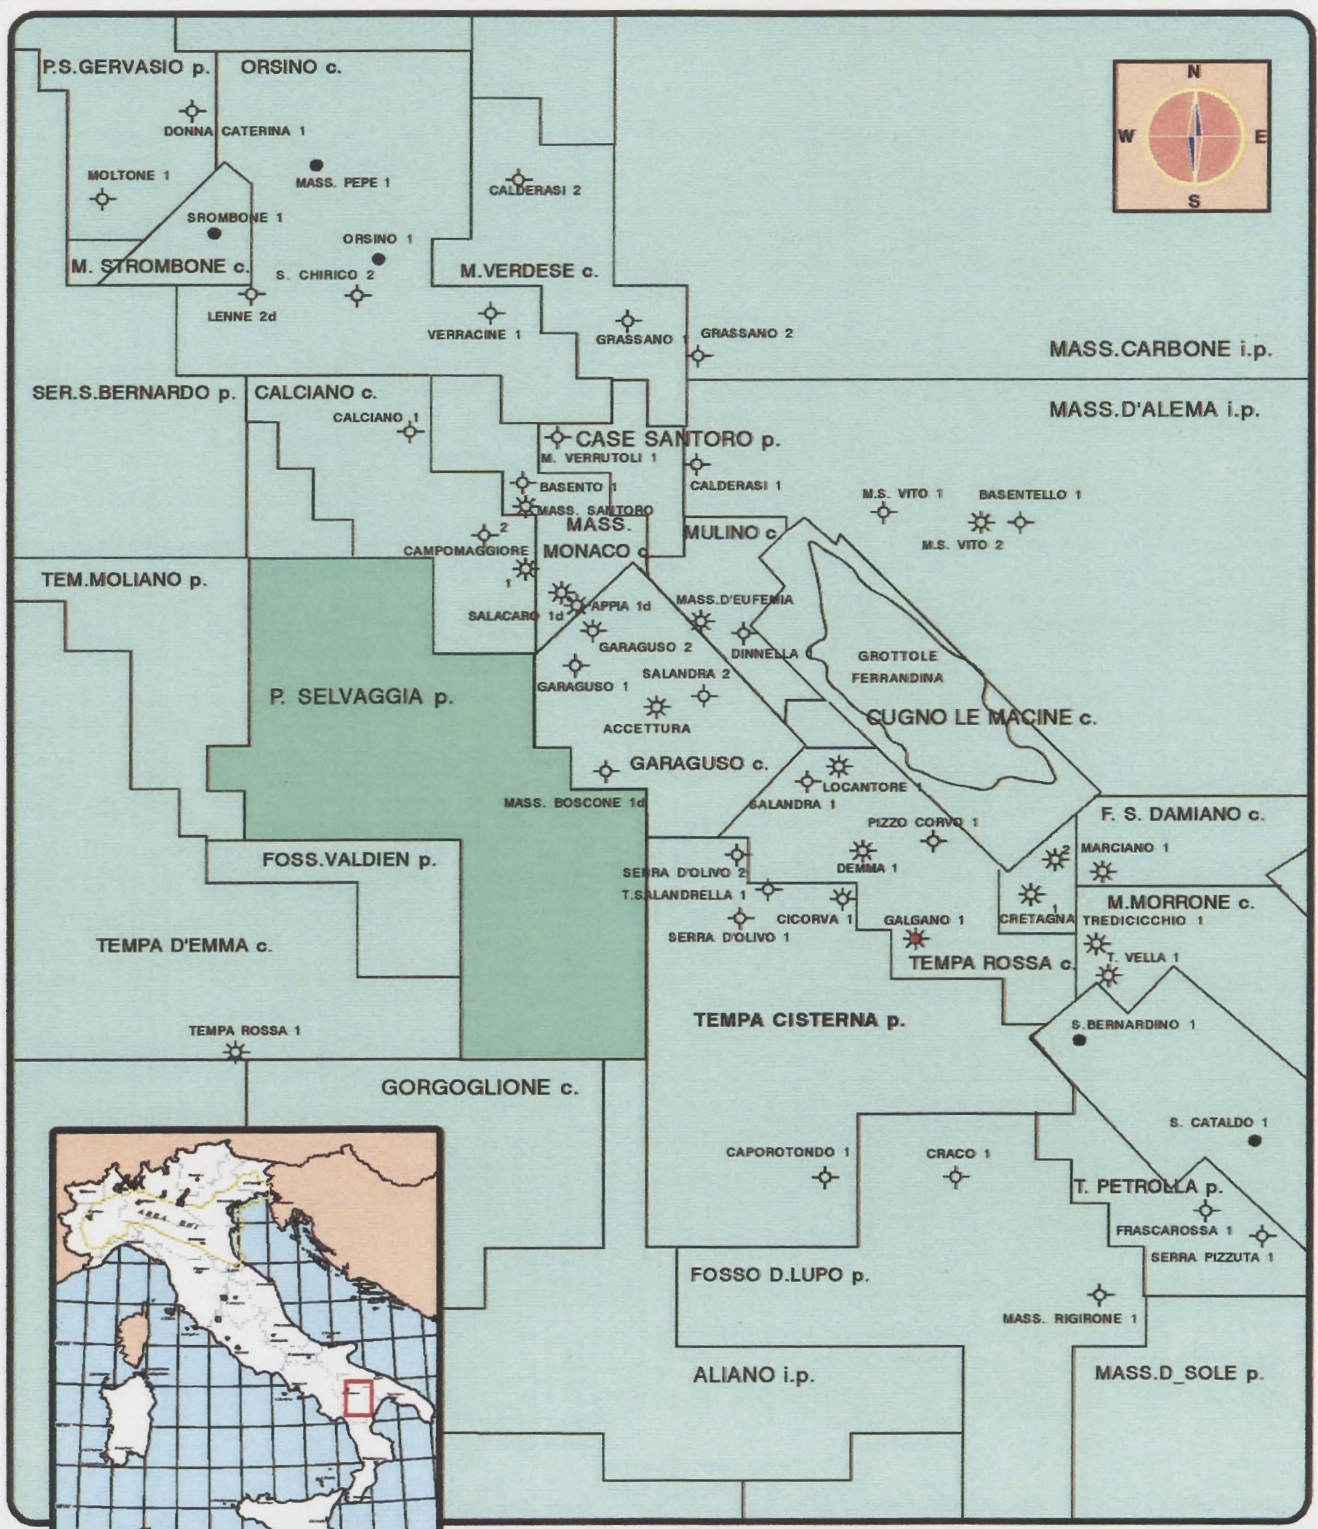 P.S.GERVASIO p.
ORSINO c.
N
W
E
S
DONNA CATERINA 1
MOLTONE 1
MASS. PEPE 1
CALDERASI 2
SROMBONE 1
ORSINO 1
M. STROMBONE c.
S. CHIRICO 2
M.VERDESE c.
LENNE 2d
VERRACINE 1
GRASSANO 1
GRASSANO 2
MASS.CARBONE i.p.
SER.S.BERNARDO p.
CALCIANO c.
CALCIANO 1
MASS.D'ALEMA i.p.
CASE SANTORO p.
M. VERRUTOLI 1
BASENTO 1
CALDERASI 1
M.S. VITO 1
BASENTELLO 1
MASS. SANTORO
2
MASS.
MONACO c
MULINO c.
M.S. VITO 2
CAMPOMAGGIORE
1
TEM.MOLIANO p.
SALACARO 1d
APPIA 1d
MASS.D'EUFEMIA
GARAGUSO 2
DINNELLA
GROTTOLE
FERRANDINA
GARAGUSO 1
SALANDRA 2
P. SELVAGGIA p.
ACCETTURA
CUGNO LE MACINE c.
GARAGUSO c.
MASS. BOSCONE 1d
LOCANTORE 1
SALANDRA 1
PIZZO CORVO 1
F. S. DAMIANO c.
FOSS.VALDIEN p.
2
MARCIANO 1
SERRA D'OLIVO 2
DEMMA 1
T.SALANDRELLA 1
M.MORRONE c.
1
CICORVA 1
GALGANO 1
CRETAGNA
TREDICICCHIO 1
SERRA D'OLIVO 1
TEMPA D'EMMA c.
TEMPA ROSSA c.
T. VELLA 1
TEMPA CISTERNA p.
S.BERNARDINO 1
TEMPA ROSSA 1
GORGOGLIONE c.
S. CATALDO 1
CAPOROTONDO 1
CRACO 1
T. PETROLLA p.
FRASCAROSSA 1
SERRA PIZZUTA 1
FOSSO D.LUPO p.
MASS. RIGIRONE 1
ALIANO i.p.
MASS.D_SOLE p.
AREA ENI